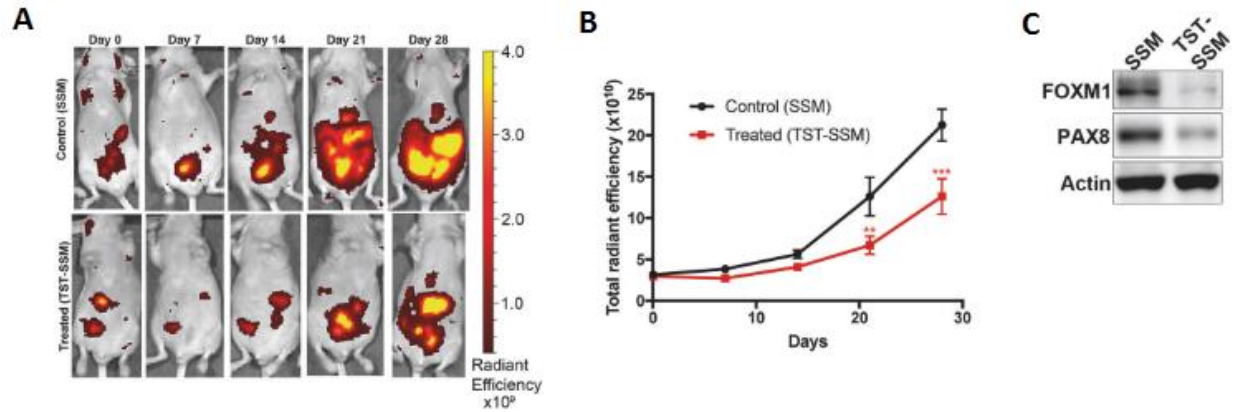 A
Day 0 Day 7 Day 14 Day 21 Day 28
Control (SSM)
Treated (TST-SSM)
4.0
3.0
2.0
1.0
Radiant
Efficiency
x10⁹
B
Total radiant efficiency (x10¹⁰)
25
20
15
10
5
0
0 10 20 30
Days
Control (SSM)
Treated (TST-SSM)
**
***
C
SSM
TST-
SSM
FOXM1
PAX8
Actin